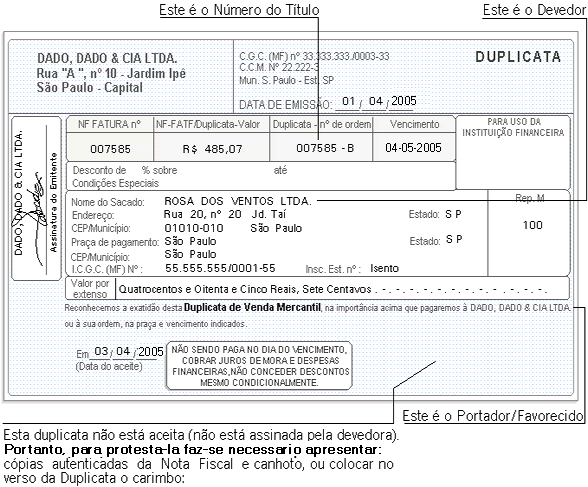 Este é o Número do Título
Este é o Devedor
DADO, DADO & CIA LTDA.
Rua "A ", nº 10 - Jardim Ipê
São Paulo - Capital
C.G.C. (MF) nº 33.333.333./0003-33
C.C.M. Nº 22.222-3
Mun. S. Paulo - Est. SP
DATA DE EMISSÃO: 01 / 04 / 2005
DUPLICATA
DADO, DADO & CIA LTDA.
Assinatura do Emitente
NF FATURA nº
NF-FATF/Duplicata-Valor
Duplicata - nº de ordem
Vencimento
PARA USO DA
INSTITUIÇÃO FINANCEIRA
007585
R$ 485,07
007585 - B
04-05-2005
Desconto de % sobre até
Condições Especiais
Nome do Sacado: ROSA DOS VENTOS LTDA.
Endereço: Rua 20, nº 20 Jd. Taí Estado: S P
CEP/Município: 01010-010 São Paulo
Praça de pagamento: São Paulo Estado: S P
CEP/Município: São Paulo
I.C.G.C. (MF) Nº : 55.555.555/0001-55 Insc. Est. nº : Isento
Rep. M
100
Valor por
extenso
Quatrocentos e Oitenta e Cinco Reais, Sete Centavos . - . - . - . - . - . - . - . - . - . - .
Reconhecemos a exatidão desta Duplicata de Venda Mercantil, na importância acima que pagaremos à DADO, DADO & CIA LTDA.
ou à sua ordem, na praça e vencimento indicados.
Em 03 / 04 / 2005
(Data do aceite)
NÃO SENDO PAGA NO DIA DO VENCIMENTO,
COBRAR JUROS DE MORA E DESPESAS
FINANCEIRAS,NÃO CONCEDER DESCONTOS
MESMO CONDICIONALMENTE.
Este é o Portador/Favorecido
Esta duplicata não está aceita (não está assinada pela devedora).
Portanto, para protesta-la faz-se necessario apresentar:
cópias autenticadas da Nota Fiscal e canhoto, ou colocar no
verso da Duplicata o carimbo: